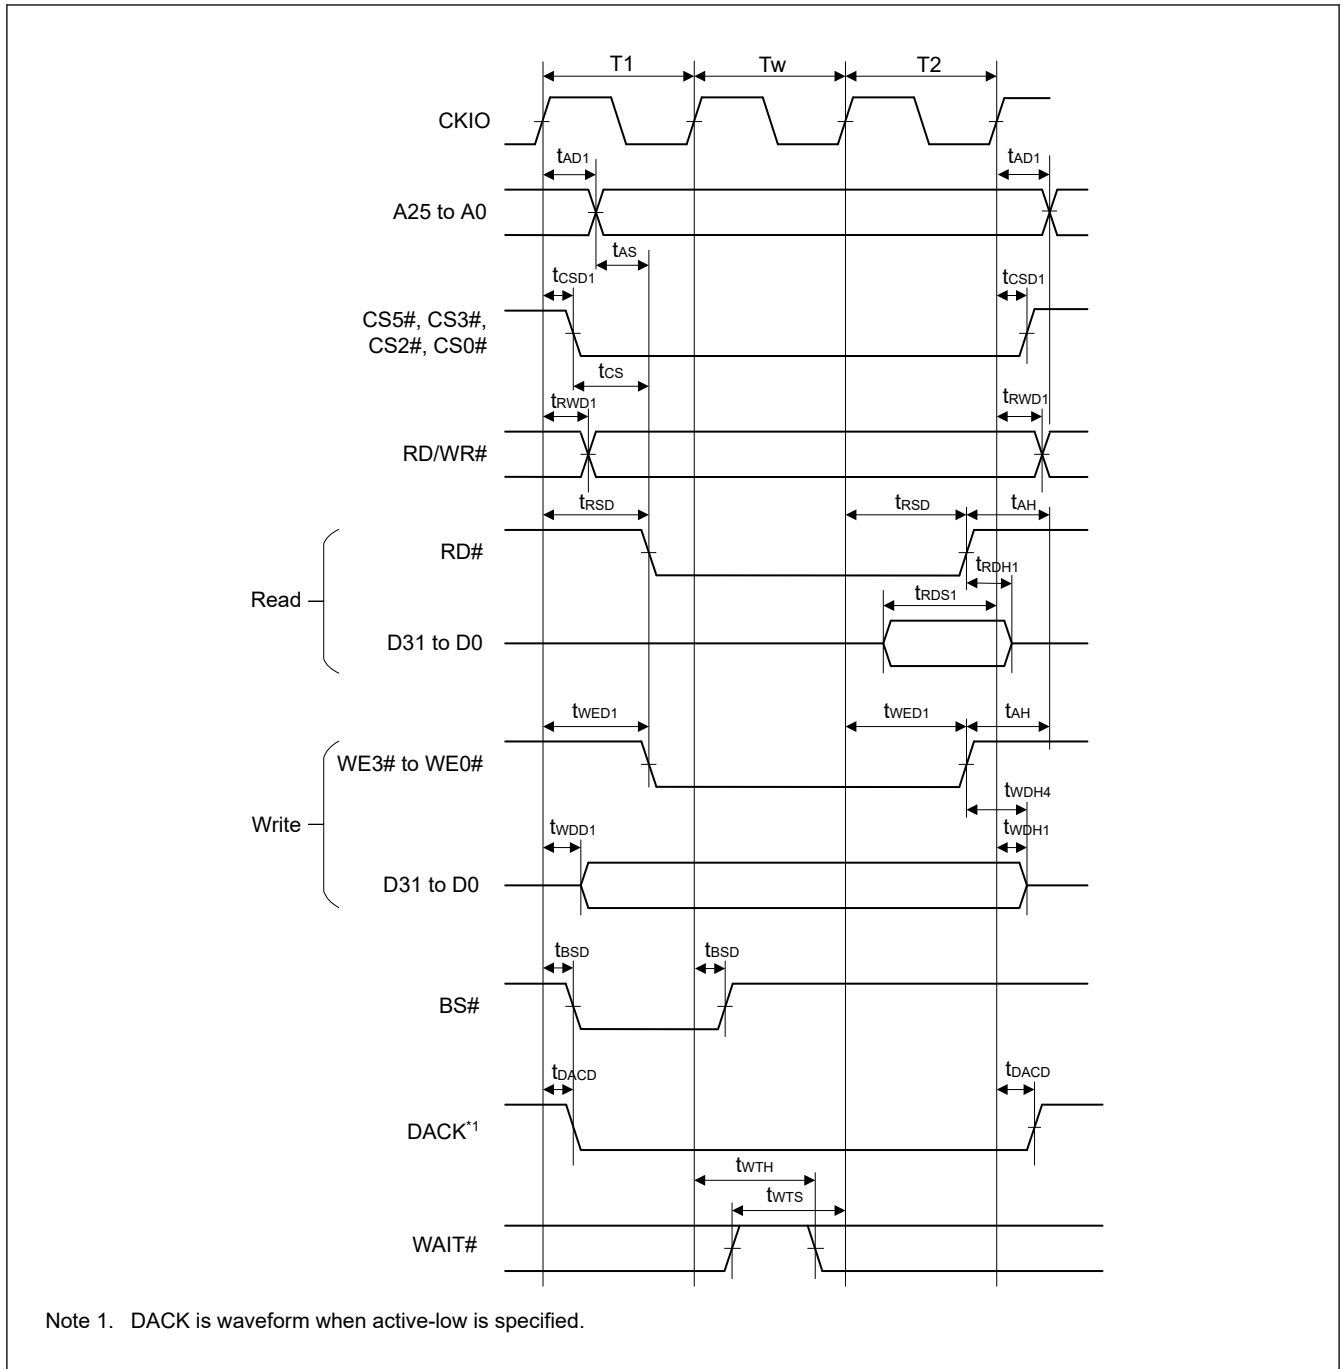 T1 Tw T2
CKIO
tAD1 tAD1
A25 to A0
tAS
tCSD1 tCSD1
CS5#, CS3#,
CS2#, CS0#
tCS
tRWD1 tRWD1
RD/WR#
tRSD tRSD tAH
RD#
tRDH1
Read
tRDS1
D31 to D0
tWED1 tWED1 tAH
WE3# to WE0#
tWDH4
Write
tWDD1 tWDH1
D31 to D0
tBSD tBSD
BS#
tDACD tDACD
DACK*1
tWTH
tWTS
WAIT#
Note 1. DACK is waveform when active-low is specified.